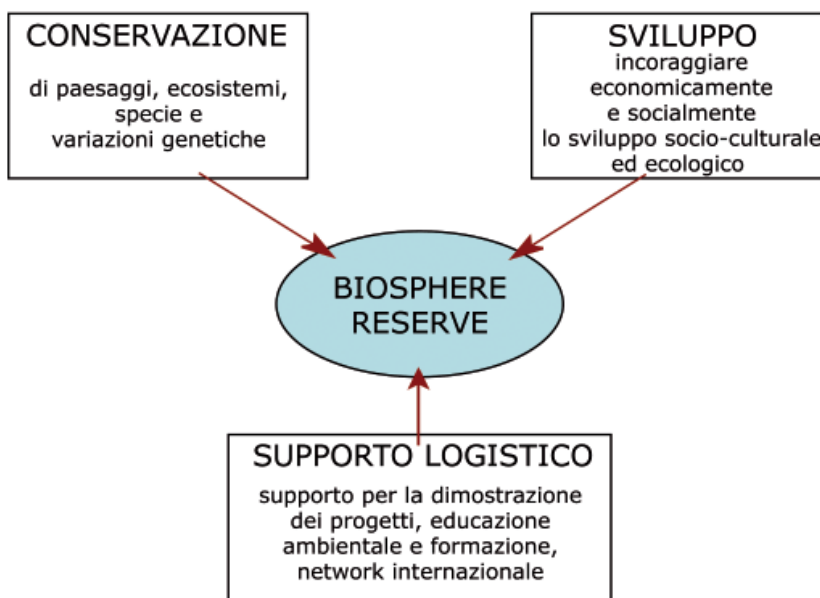 CONSERVAZIONE
di paesaggi, ecosistemi,
specie e
variazioni genetiche
SVILUPPO
incoraggiare
economicamente
e socialmente
lo sviluppo socio-culturale
ed ecologico
BIOSPHERE
RESERVE
SUPPORTO LOGISTICO
supporto per la dimostrazione
dei progetti, educazione
ambientale e formazione,
network internazionale